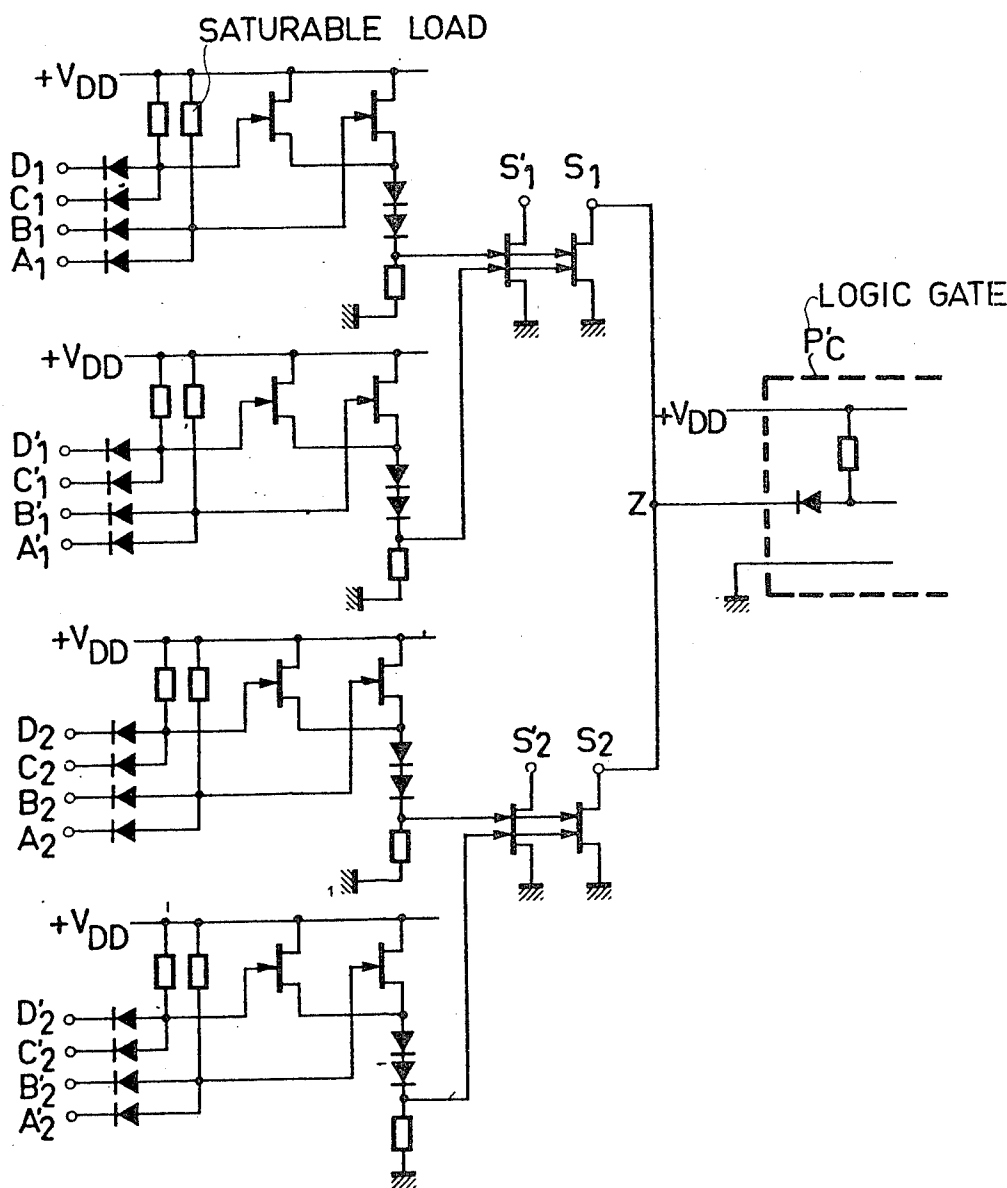 SATURABLE LOAD
+VDD
D1
C1
B1
A1
S'1 S1
LOGIC GATE
P'C
+VDD
D'1
C'1
B'1
A'1
+VDD
Z
+VDD
D2
C2
B2
A2
S'2 S2
+VDD
D'2
C'2
B'2
A'2